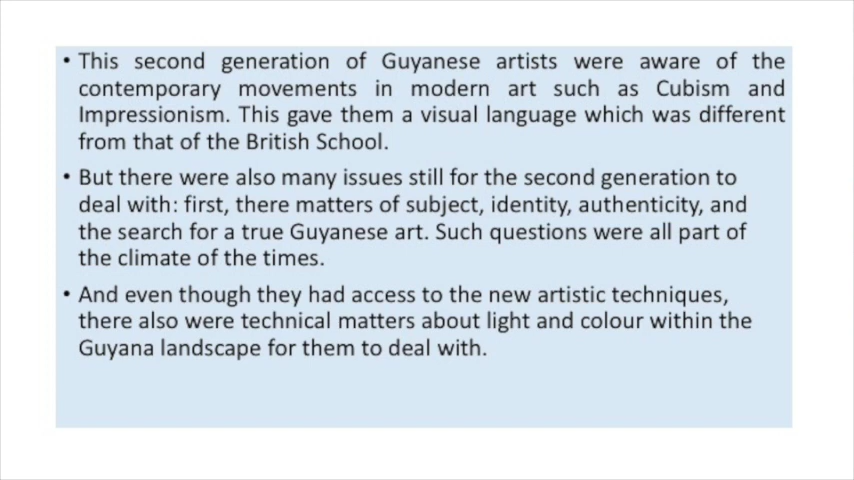 • This second generation of Guyanese artists were aware of the
contemporary movements in modern art such as Cubism and
Impressionism. This gave them a visual language which was different
from that of the British School.
• But there were also many issues still for the second generation to
deal with: first, there matters of subject, identity, authenticity, and
the search for a true Guyanese art. Such questions were all part of
the climate of the times.
• And even though they had access to the new artistic techniques,
there also were technical matters about light and colour within the
Guyana landscape for them to deal with.